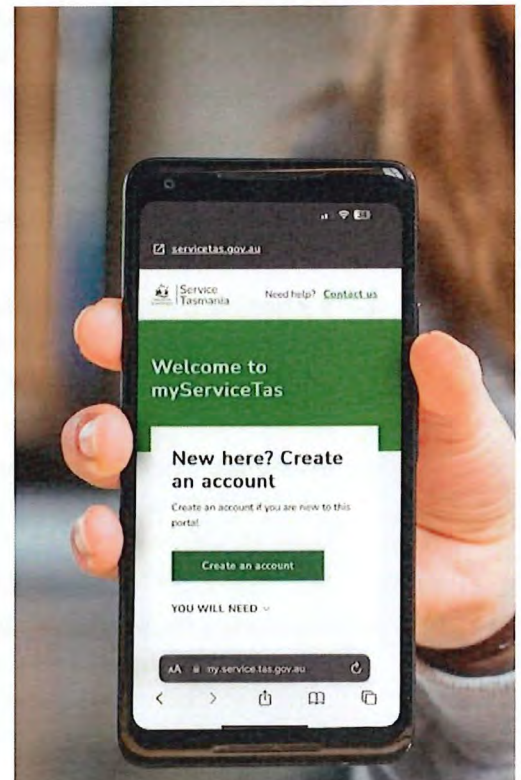 34
servicetas.gov.au
Service
Tasmania
Need help? Contact us
Welcome to
myServiceTas
New here? Create
an account
Create an account if you are new to this
portal
Create an account
YOU WILL NEED
AA my.service.tas.gov.au